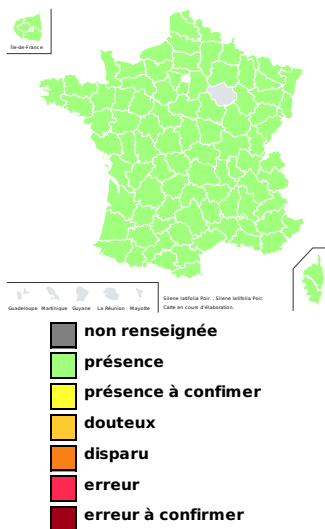 Île-de-France
Guadeloupe Martinique Guyane La Réunion Mayotte
Silene latifolia Poir. , Silene latifolia Poir.
Carte en cours d'élaboration.
non renseignée
présence
présence à confimer
douteux
disparu
erreur
erreur à confirmer